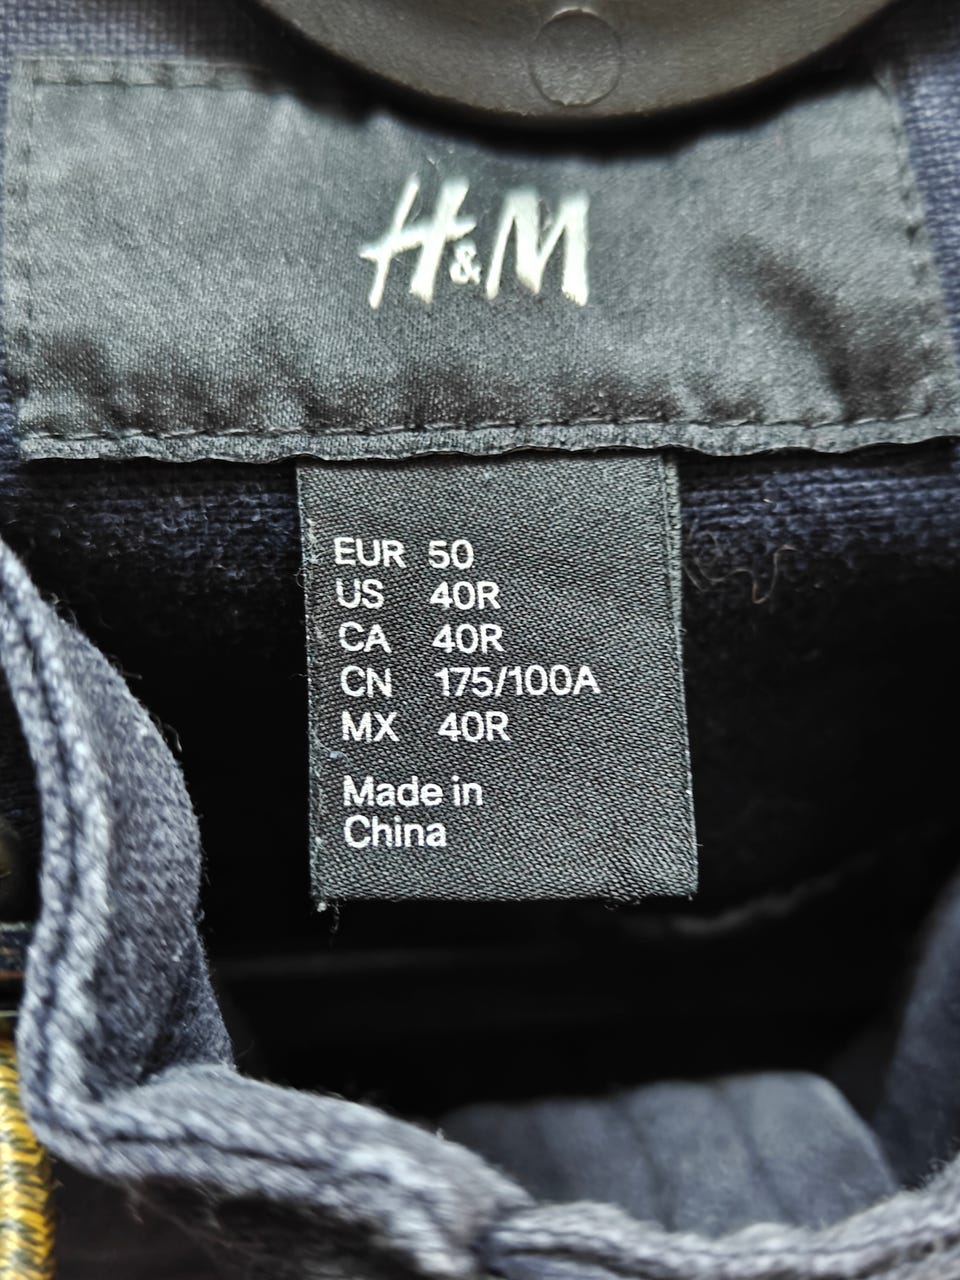 H&M
EUR 50
US 40R
CA 40R
CN 175/100A
MX 40R
Made in
China